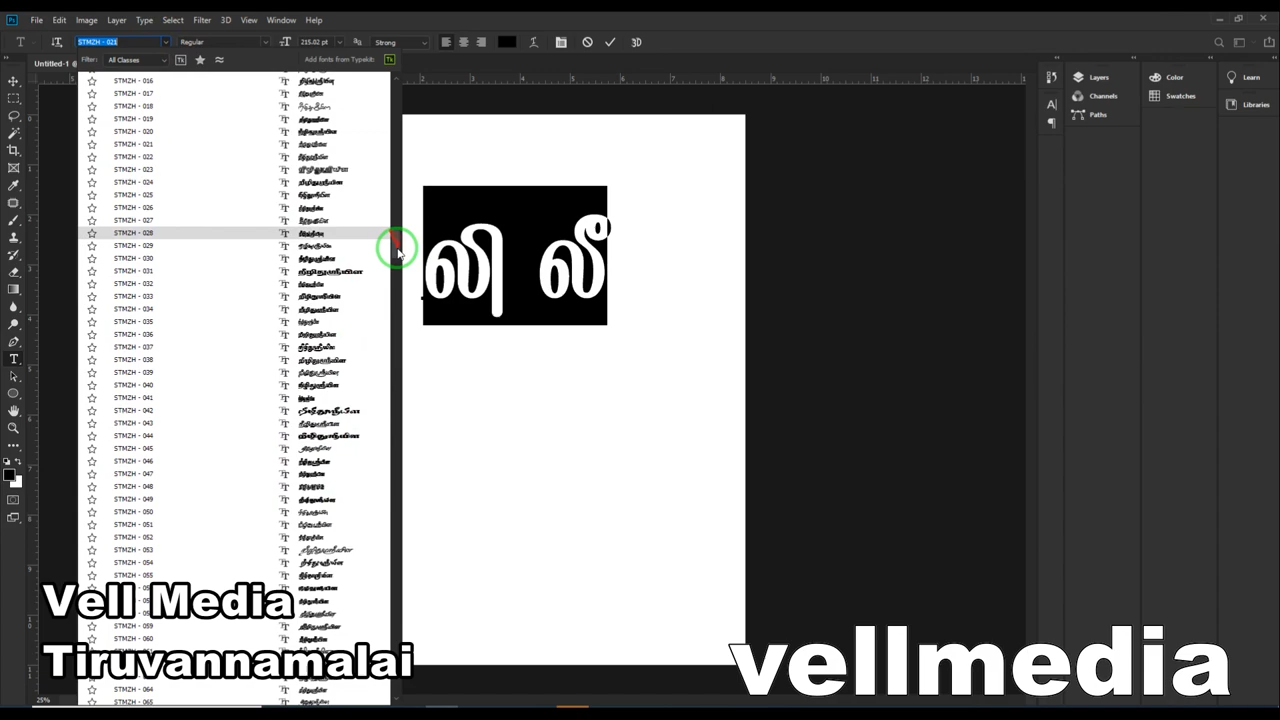 File Edit Image Layer Type Select Filter 3D View Window Help
STMZH - 021 Regular 215.02 pt Strong 3D
Filter: All Classes Add fonts from Typekit:
Untitled-1 @
STMZH - 016
STMZH - 017
STMZH - 018
STMZH - 019
STMZH - 020
STMZH - 021
STMZH - 022
STMZH - 023
STMZH - 024
STMZH - 025
STMZH - 026
STMZH - 027
STMZH - 028
STMZH - 029
STMZH - 030
STMZH - 031
STMZH - 032
STMZH - 033
STMZH - 034
STMZH - 035
STMZH - 036
STMZH - 037
STMZH - 038
STMZH - 039
STMZH - 040
STMZH - 041
STMZH - 042
STMZH - 043
STMZH - 044
STMZH - 045
STMZH - 046
STMZH - 047
STMZH - 048
STMZH - 049
STMZH - 050
STMZH - 051
STMZH - 052
STMZH - 053
STMZH - 054
STMZH - 055
STMZH - 060
STMZH - 064
STMZH - 065
லி லீ
Layers
Channels
Paths
Color
Swatches
Learn
Libraries
Vell Media
Tiruvannamalai
vellmedia
25%